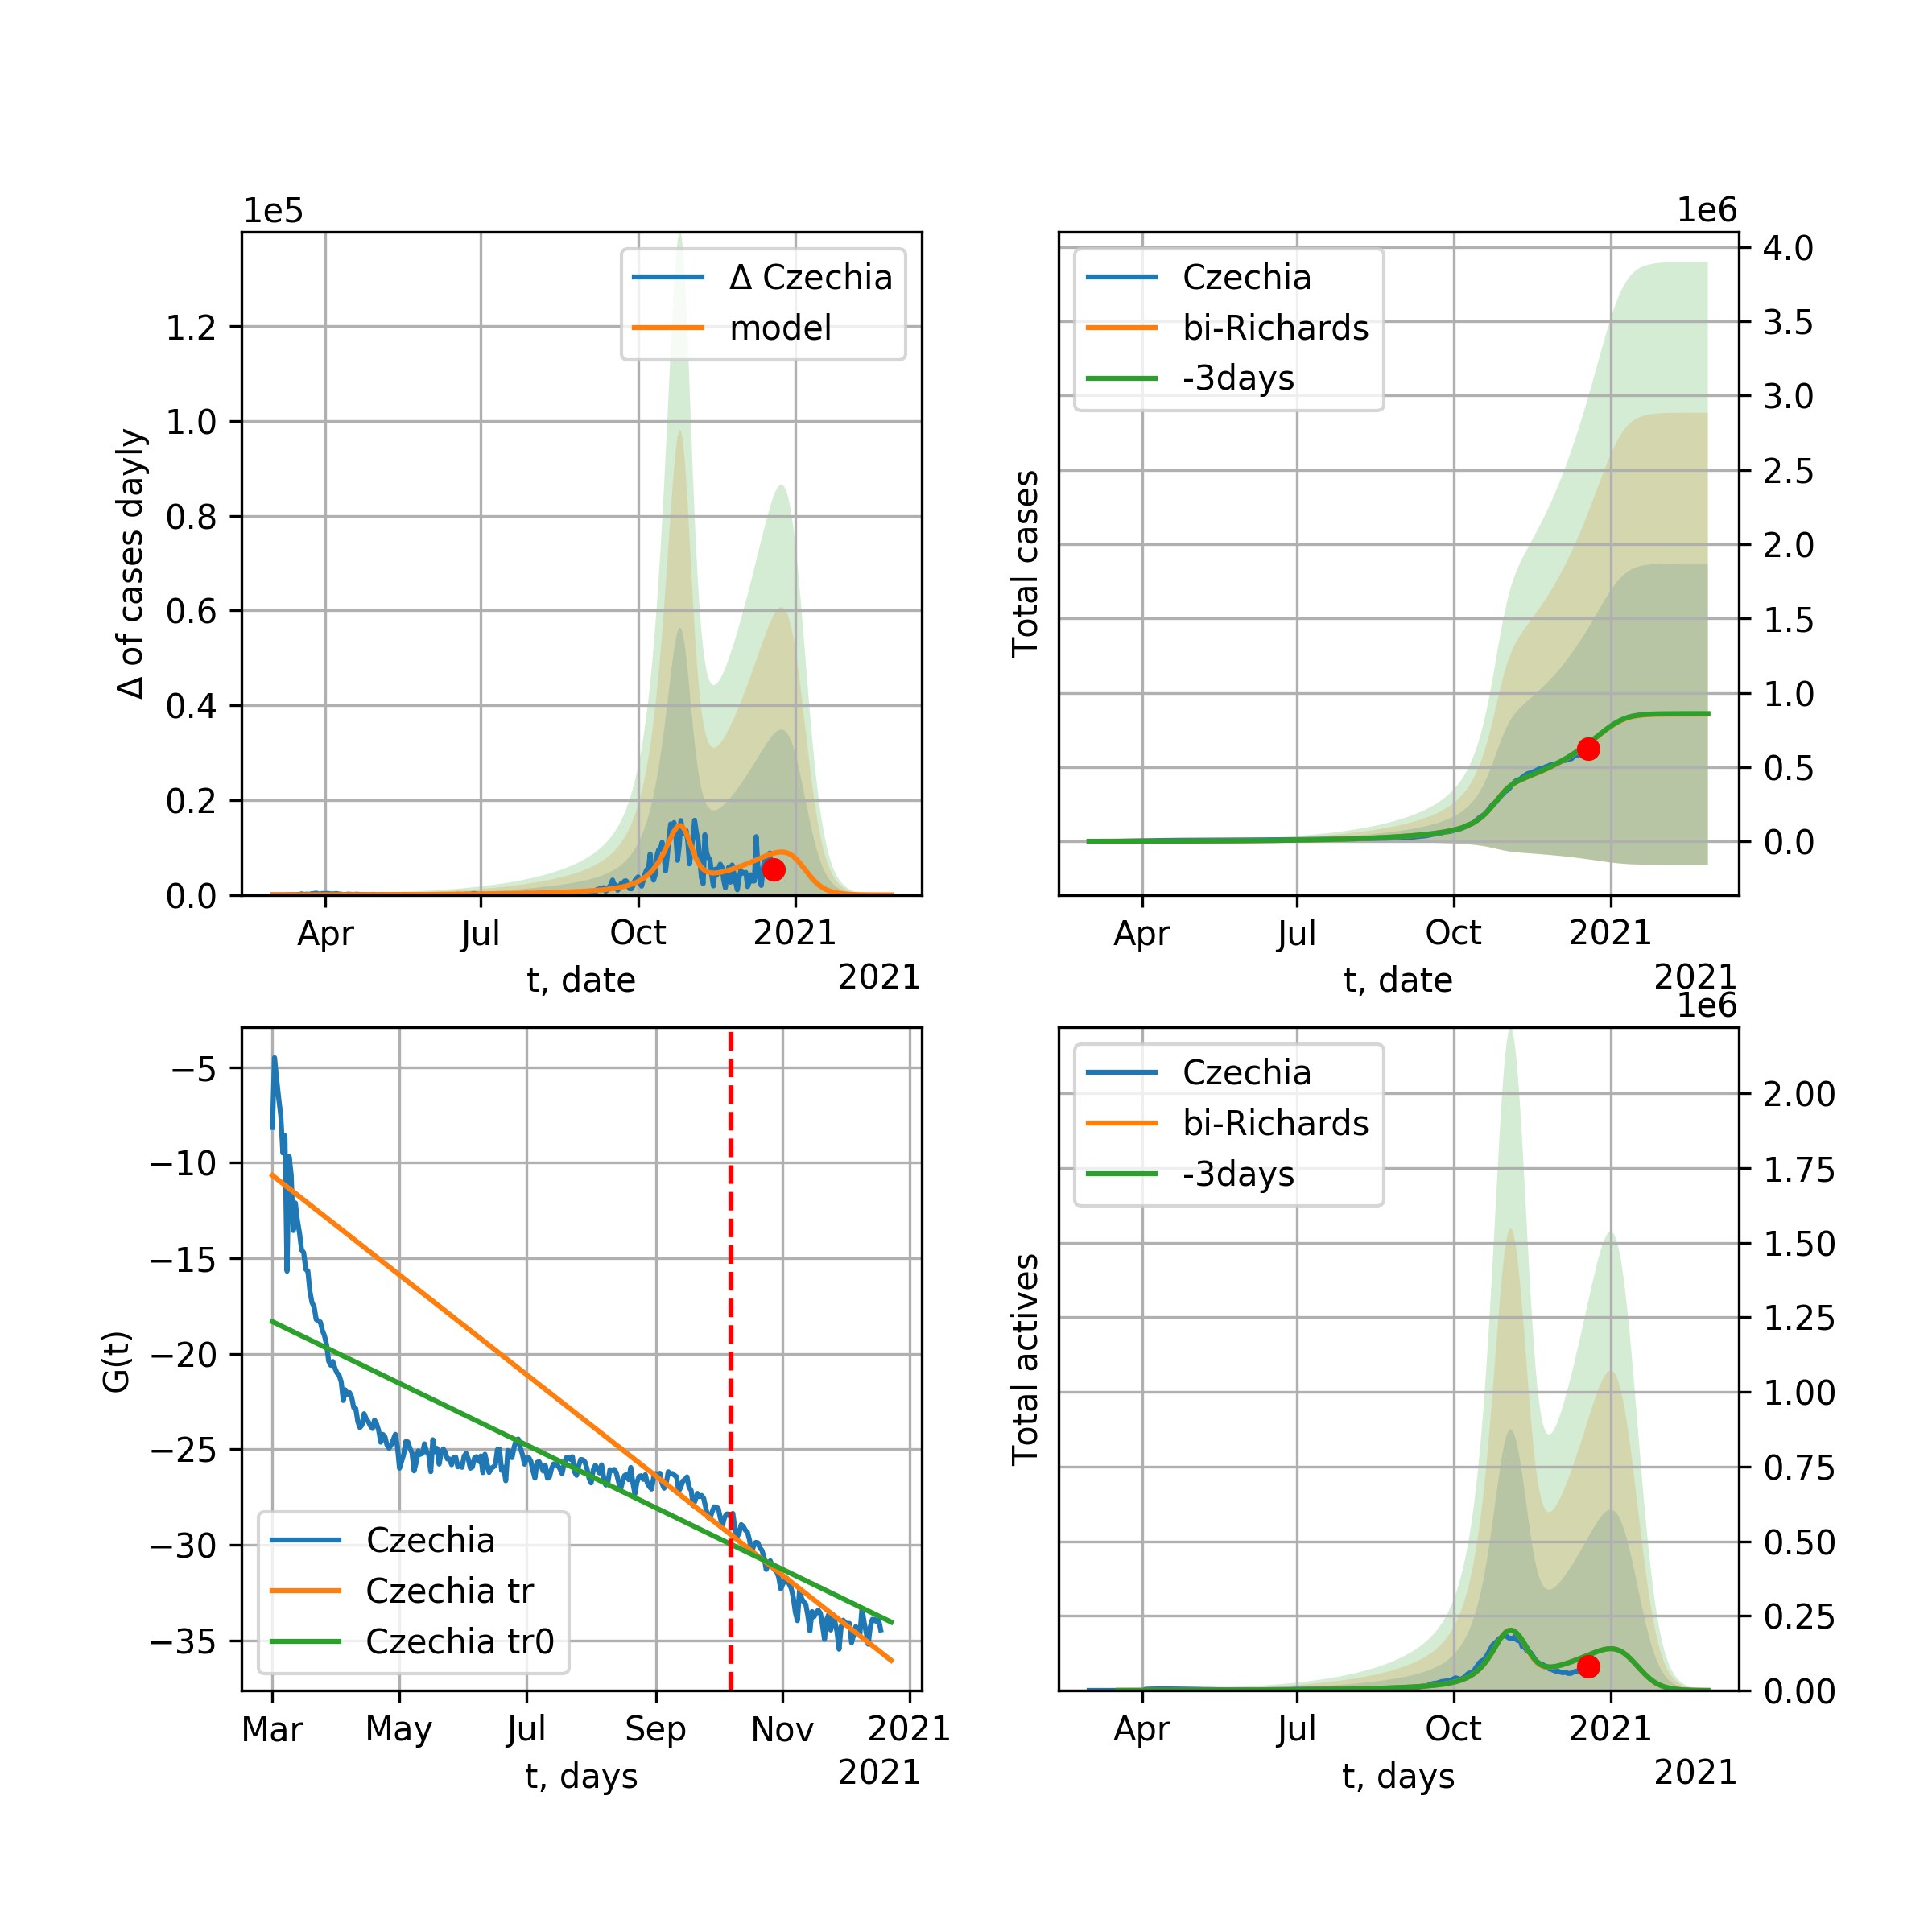 1e5
Δ Czechia
model
1.2
1.0
0.8
0.6
0.4
0.2
0.0
Δ of cases dayly
Apr
Jul
Oct
2021
t, date
2021
1e6
Czechia
bi-Richards
-3days
4.0
3.5
3.0
2.5
2.0
1.5
1.0
0.5
0.0
Total cases
Apr
Jul
Oct
2021
t, date
2021
−5
−10
−15
−20
−25
−30
−35
G(t)
Czechia
Czechia tr
Czechia tr0
Mar
May
Jul
Sep
Nov
2021
t, days
2021
1e6
Czechia
bi-Richards
-3days
2.00
1.75
1.50
1.25
1.00
0.75
0.50
0.25
0.00
Total actives
Apr
Jul
Oct
2021
t, days
2021